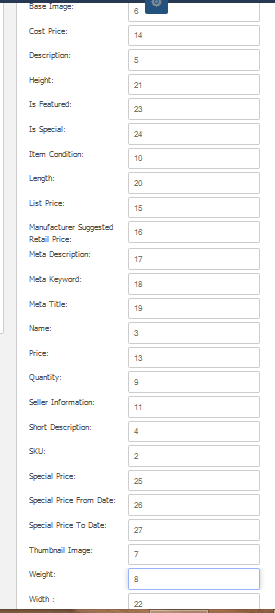 Base Image:
6
Cost Price:
14
Description:
5
Height:
21
Is Featured:
23
Is Special:
24
Item Condition:
10
Length:
20
List Price:
15
Manufacturer Suggested
Retail Price:
16
Meta Description:
17
Meta Keyword:
18
Meta Title:
19
Name:
3
Price:
13
Quantity:
9
Seller Information:
11
Short Description:
4
SKU:
2
Special Price:
25
Special Price From Date:
26
Special Price To Date:
27
Thumbnail Image:
7
Weight:
8
Width :
22